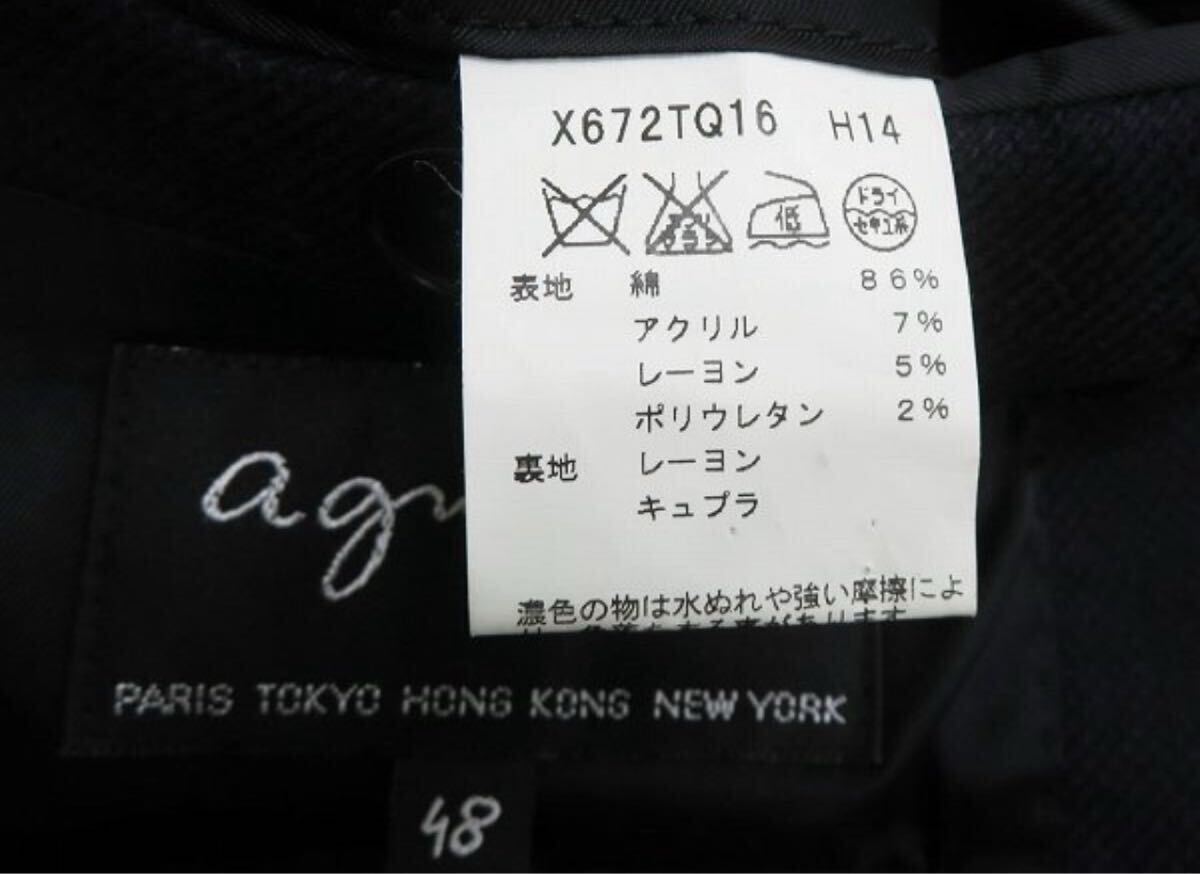 X672TQ16 H14
低
ドライ
セキユ系
表地 綿 86%
アクリル 7%
レーヨン 5%
ポリウレタン 2%
裏地 レーヨン
キュプラ
濃色の物は水ぬれや強い摩擦によ
agn
PARIS TOKYO HONG KONG NEW YORK
48